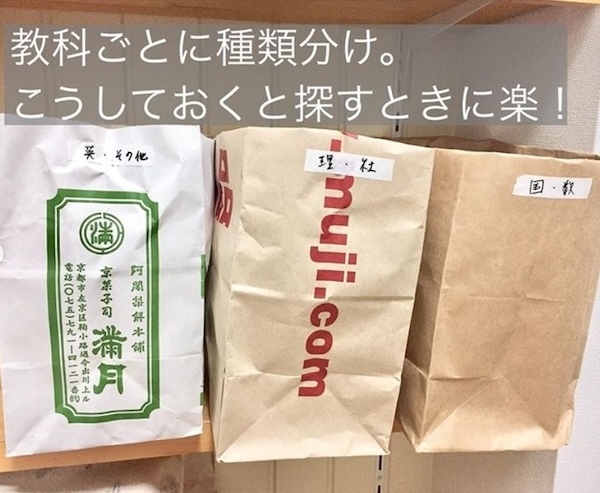 教科ごとに種類分け。
こうしておくと探すときに楽！
英・その他
理・社
国・数
満
阿闍梨餅本舗
京菓子司 満月
京都市左京区鞠小路通今出川上ル
電話(〇七五)七九一―四一二一番㈹
muji.com